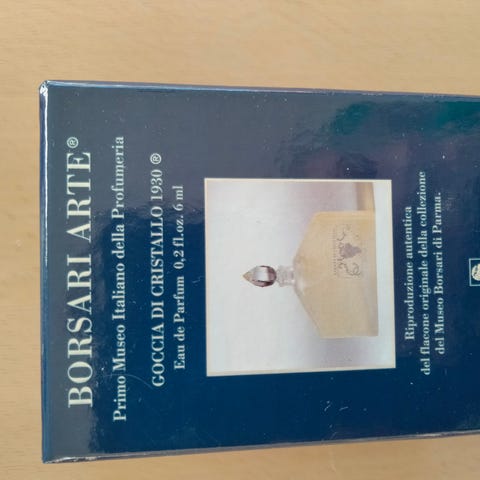 BORSARI ARTE®
Primo Museo Italiano della Profumeria
GOCCIA DI CRISTALLO 1930 ®
Eau de Parfum 0,2 fl.oz. 6 ml
Riproduzione autentica
del flacone originale della collezione
del Museo Borsari di Parma.